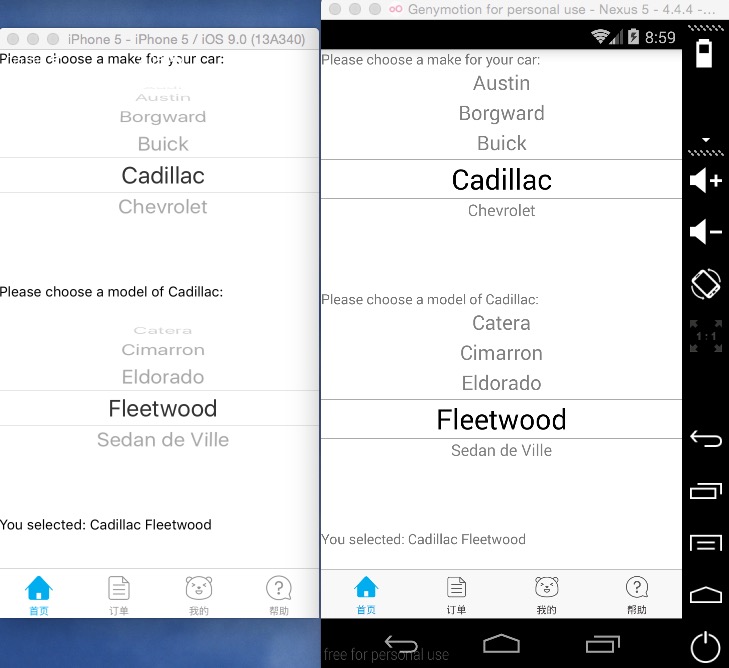 iPhone 5 - iPhone 5 / iOS 9.0 (13A340)
Please choose a make for your car:
Austin
Borgward
Buick
Cadillac
Chevrolet
Please choose a model of Cadillac:
Catera
Cimarron
Eldorado
Fleetwood
Sedan de Ville
You selected: Cadillac Fleetwood
首页
订单
我的
帮助
Genymotion for personal use - Nexus 5 - 4.4.4 -...
8:59
Please choose a make for your car:
Austin
Borgward
Buick
Cadillac
Chevrolet
Please choose a model of Cadillac:
Catera
Cimarron
Eldorado
Fleetwood
Sedan de Ville
You selected: Cadillac Fleetwood
首页
订单
我的
帮助
free for personal use
1:1